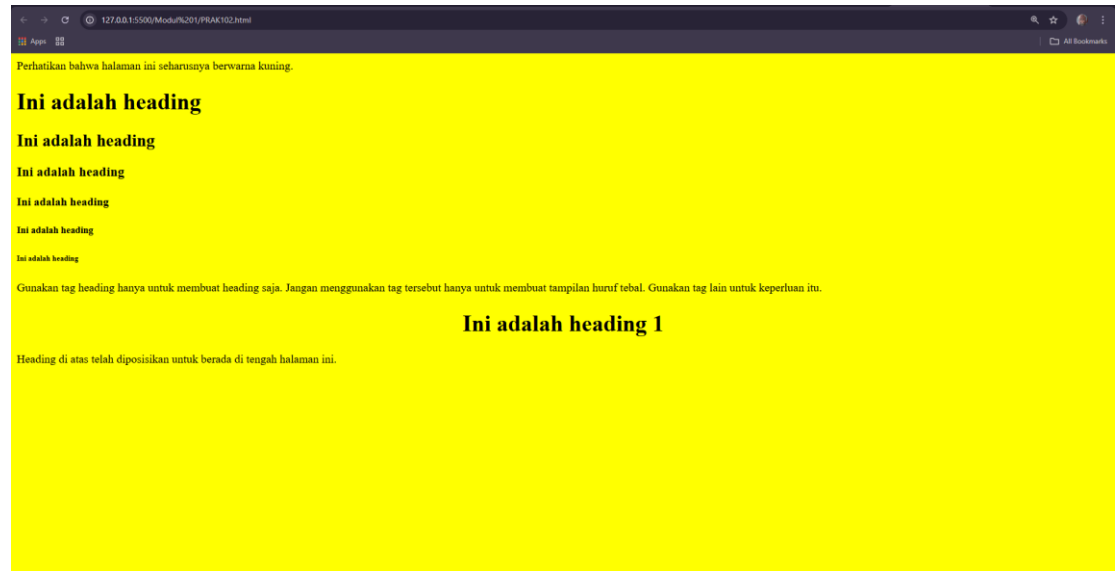 127.0.0.1:5500/Modul%201/PRAK102.html
Apps
All Bookmarks
Perhatikan bahwa halaman ini seharusnya berwarna kuning.
Ini adalah heading
Ini adalah heading
Ini adalah heading
Ini adalah heading
Ini adalah heading
Ini adalah heading
Gunakan tag heading hanya untuk membuat heading saja. Jangan menggunakan tag tersebut hanya untuk membuat tampilan huruf tebal. Gunakan tag lain untuk keperluan itu.
Ini adalah heading 1
Heading di atas telah diposisikan untuk berada di tengah halaman ini.